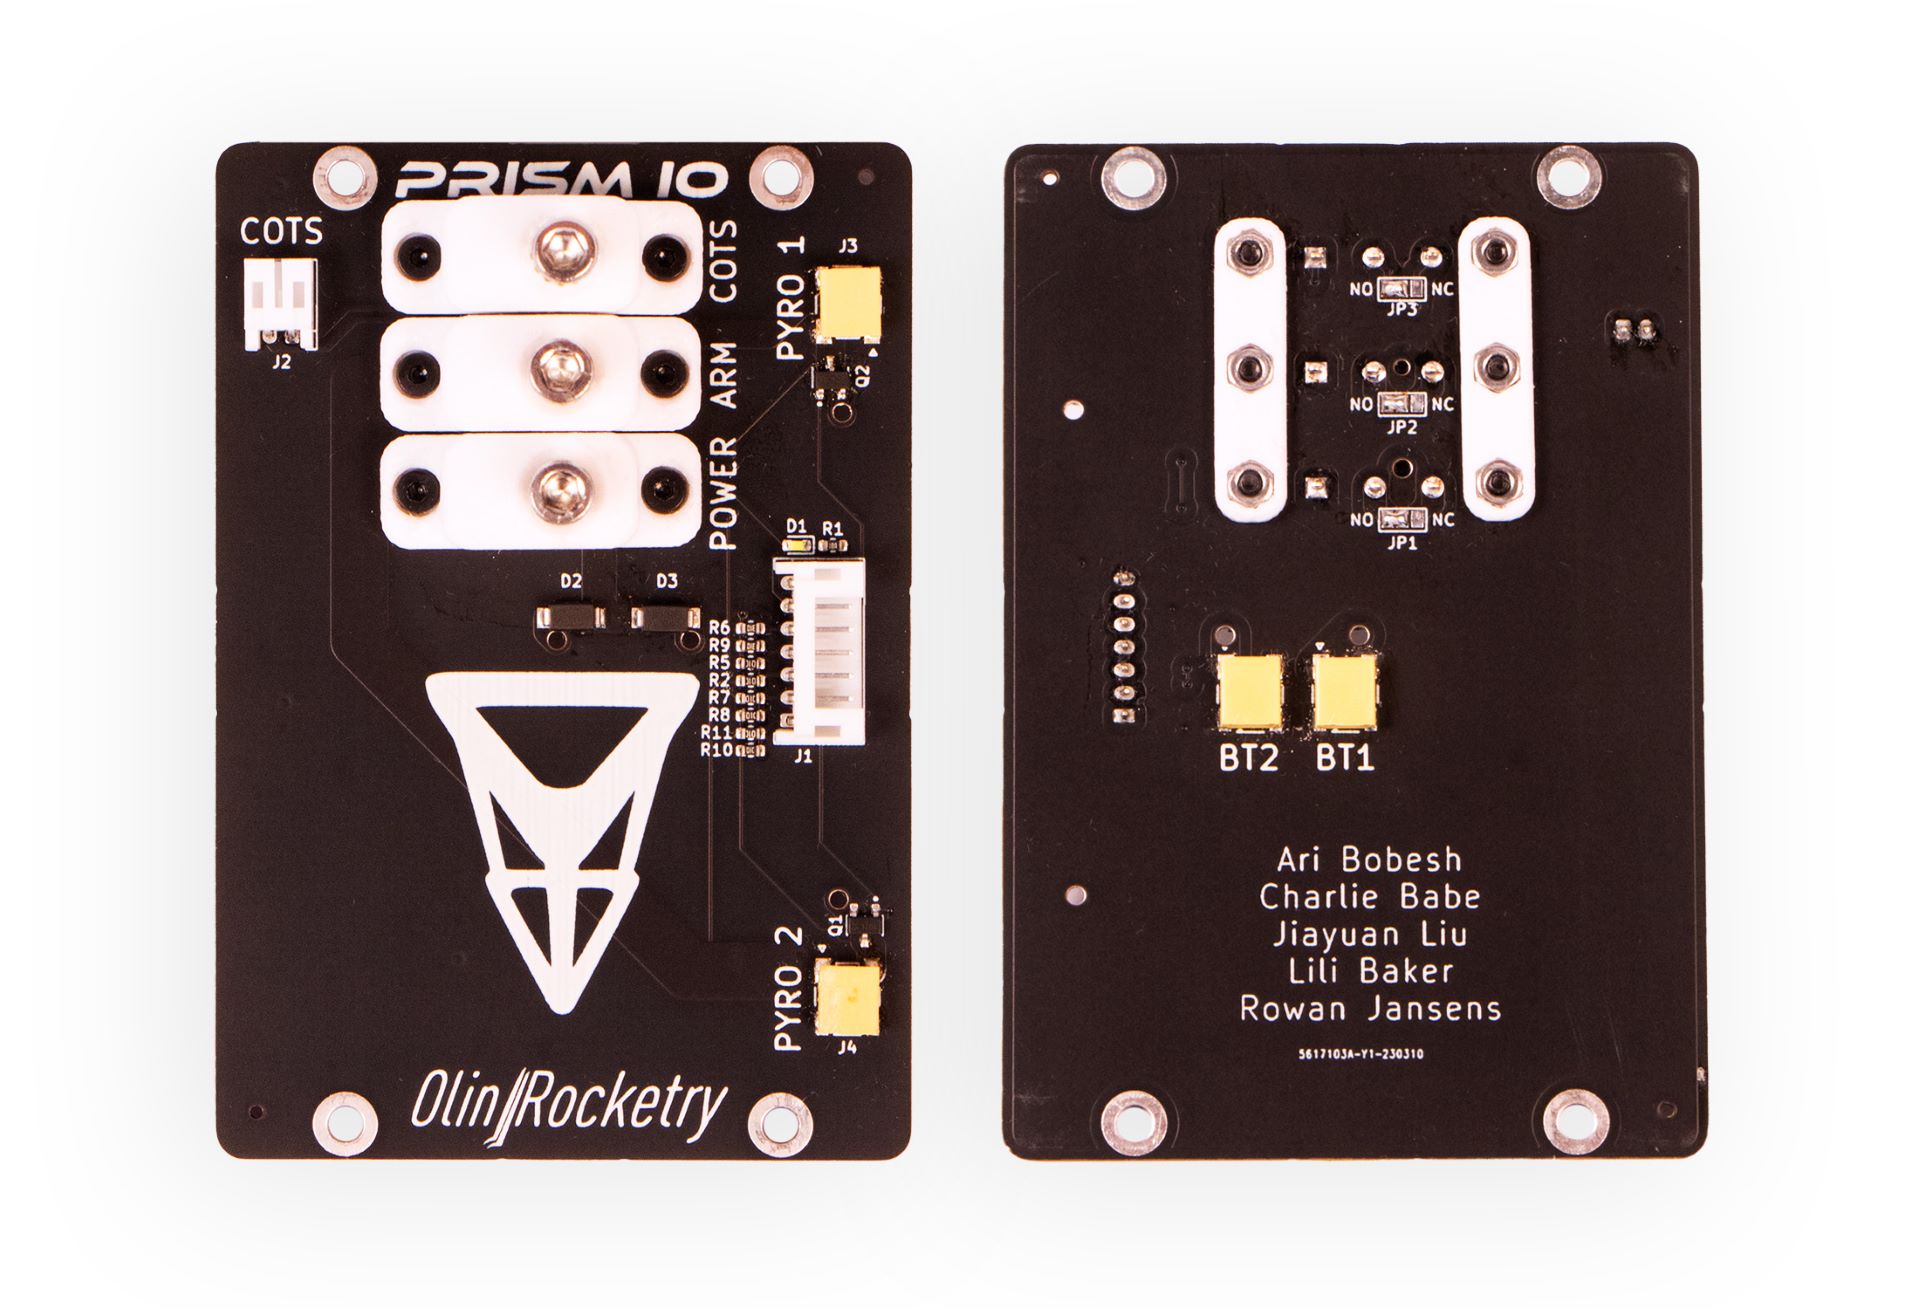 PRISM IO
COTS
J2
COTS
ARM
POWER
PYRO 1
J3
Q2
D1
R1
D2
D3
R6
R9
R5
R2
R7
R8
R11
R10
J1
Q1
PYRO 2
J4
Olin Rocketry
NO
NC
JP3
NO
NC
JP2
NO
NC
JP1
BT2
BT1
Ari Bobesh
Charlie Babe
Jiayuan Liu
Lili Baker
Rowan Jansens
5617103A-Y1-230310